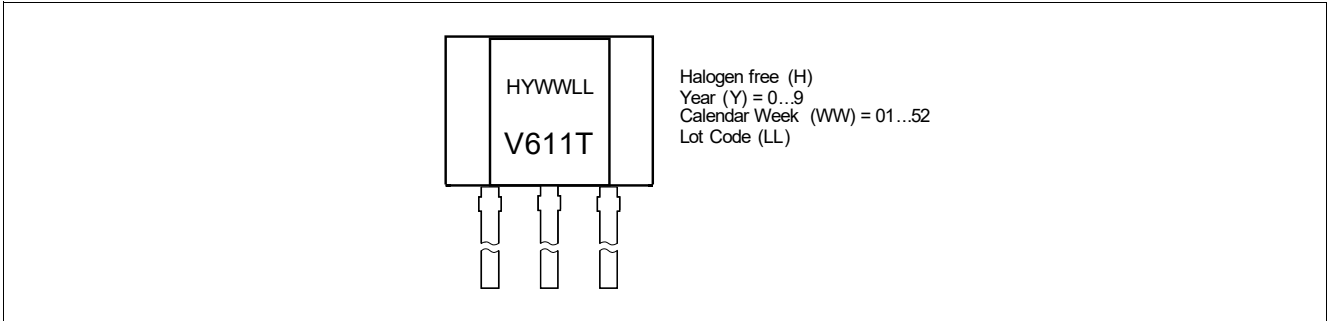 HYWWLL
V611T
Halogen free (H)
Year (Y) = 0...9
Calendar Week (WW) = 01...52
Lot Code (LL)